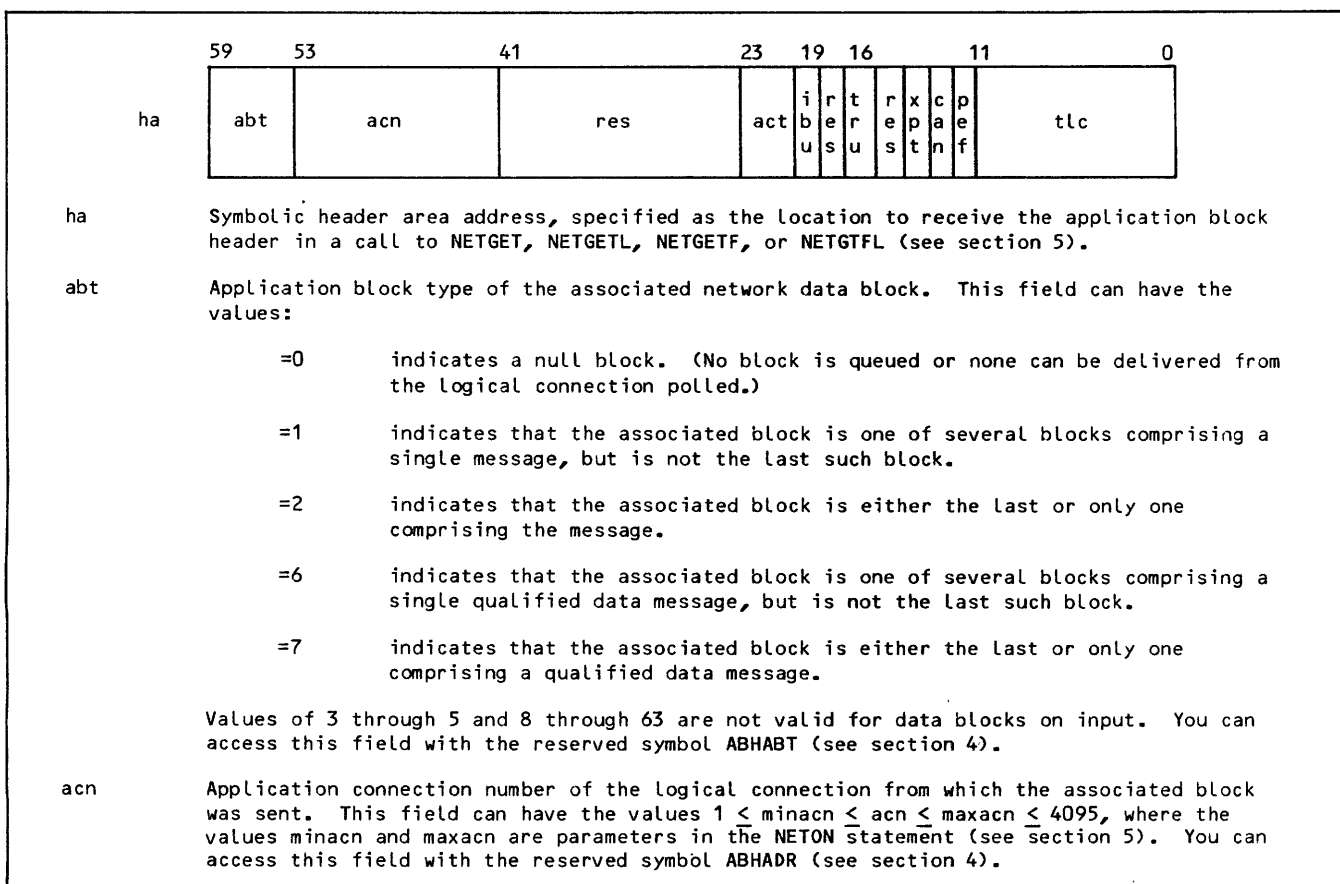 59 53 41 23 19 16 11 0
ha abt acn res act ibu res tru res xpt can pef tlc
ha Symbolic header area address, specified as the location to receive the application block
header in a call to NETGET, NETGETL, NETGETF, or NETGTFL (see section 5).
abt Application block type of the associated network data block. This field can have the
values:
=0 indicates a null block. (No block is queued or none can be delivered from
the logical connection polled.)
=1 indicates that the associated block is one of several blocks comprising a
single message, but is not the last such block.
=2 indicates that the associated block is either the last or only one
comprising the message.
=6 indicates that the associated block is one of several blocks comprising a
single qualified data message, but is not the last such block.
=7 indicates that the associated block is either the last or only one
comprising a qualified data message.
Values of 3 through 5 and 8 through 63 are not valid for data blocks on input. You can
access this field with the reserved symbol ABHABT (see section 4).
acn Application connection number of the logical connection from which the associated block
was sent. This field can have the values 1 ≤ minacn ≤ acn ≤ maxacn ≤ 4095, where the
values minacn and maxacn are parameters in the NETON statement (see section 5). You can
access this field with the reserved symbol ABHADR (see section 4).